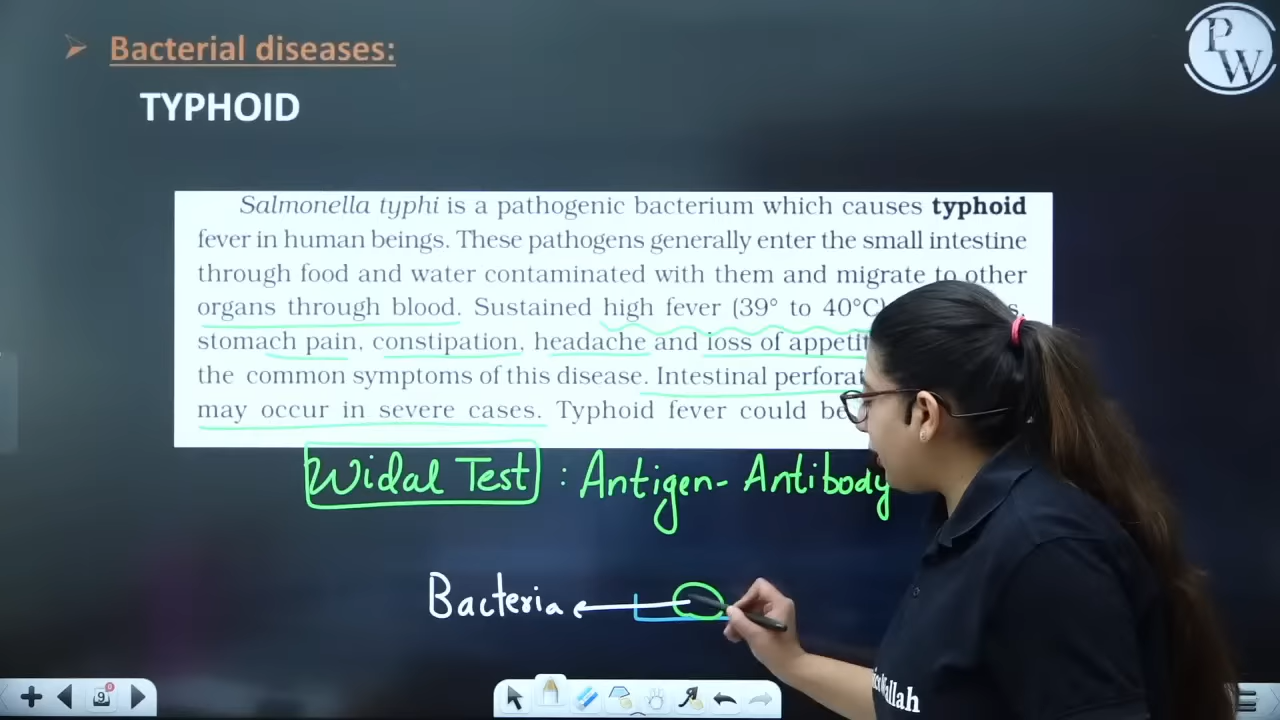 ➤ Bacterial diseases:
PW
TYPHOID
Salmonella typhi is a pathogenic bacterium which causes typhoid
fever in human beings. These pathogens generally enter the small intestine
through food and water contaminated with them and migrate to other
organs through blood. Sustained high fever (39° to 40°C)
stomach pain, constipation, headache and loss of appetit
the common symptoms of this disease. Intestinal perforat
may occur in severe cases. Typhoid fever could be
Widal Test : Antigen-Antibody
Bacteria
Wallah
9